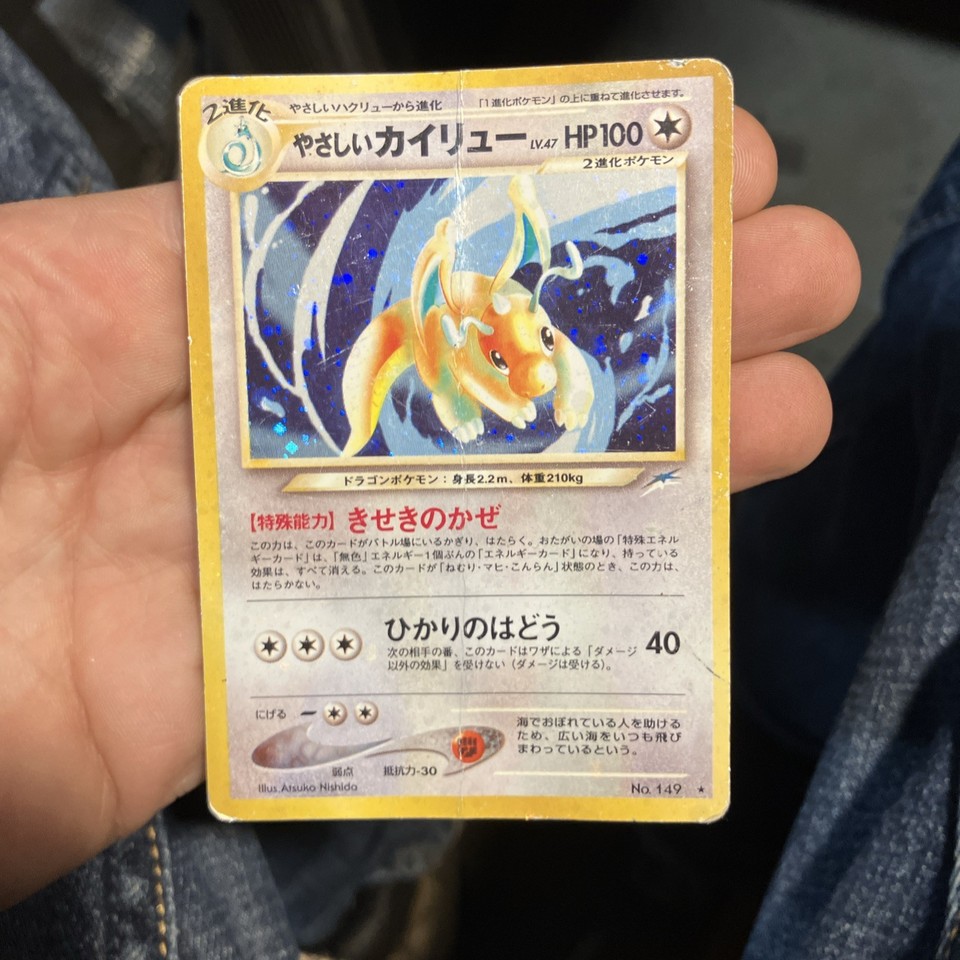 2進化
やさしいハクリューから進化
「1進化ポケモン」の上に重ねて進化させます。
やさしいカイリュー LV.47 HP100
2進化ポケモン
ドラゴンポケモン：身長2.2m、体重210kg
【特殊能力】きせきのかぜ
この力は、このカードがバトル場にいるかぎり、はたらく。おたがいの場の「特殊エネル
ギーカード」は、「無色」エネルギー1個ぶんの「エネルギーカード」になり、持っている
効果は、すべて消える。このカードが「ねむり・マヒ・こんらん」状態のとき、この力は、
はたらかない。
ひかりのはどう
40
次の相手の番、このカードはワザによる「ダメージ
以外の効果」を受けない（ダメージは受ける）。
にげる
弱点
抵抗力-30
海でおぼれている人を助ける
ため、広い海をいつも飛び
まわっているという。
Illus. Atsuko Nishida
No. 149 ★